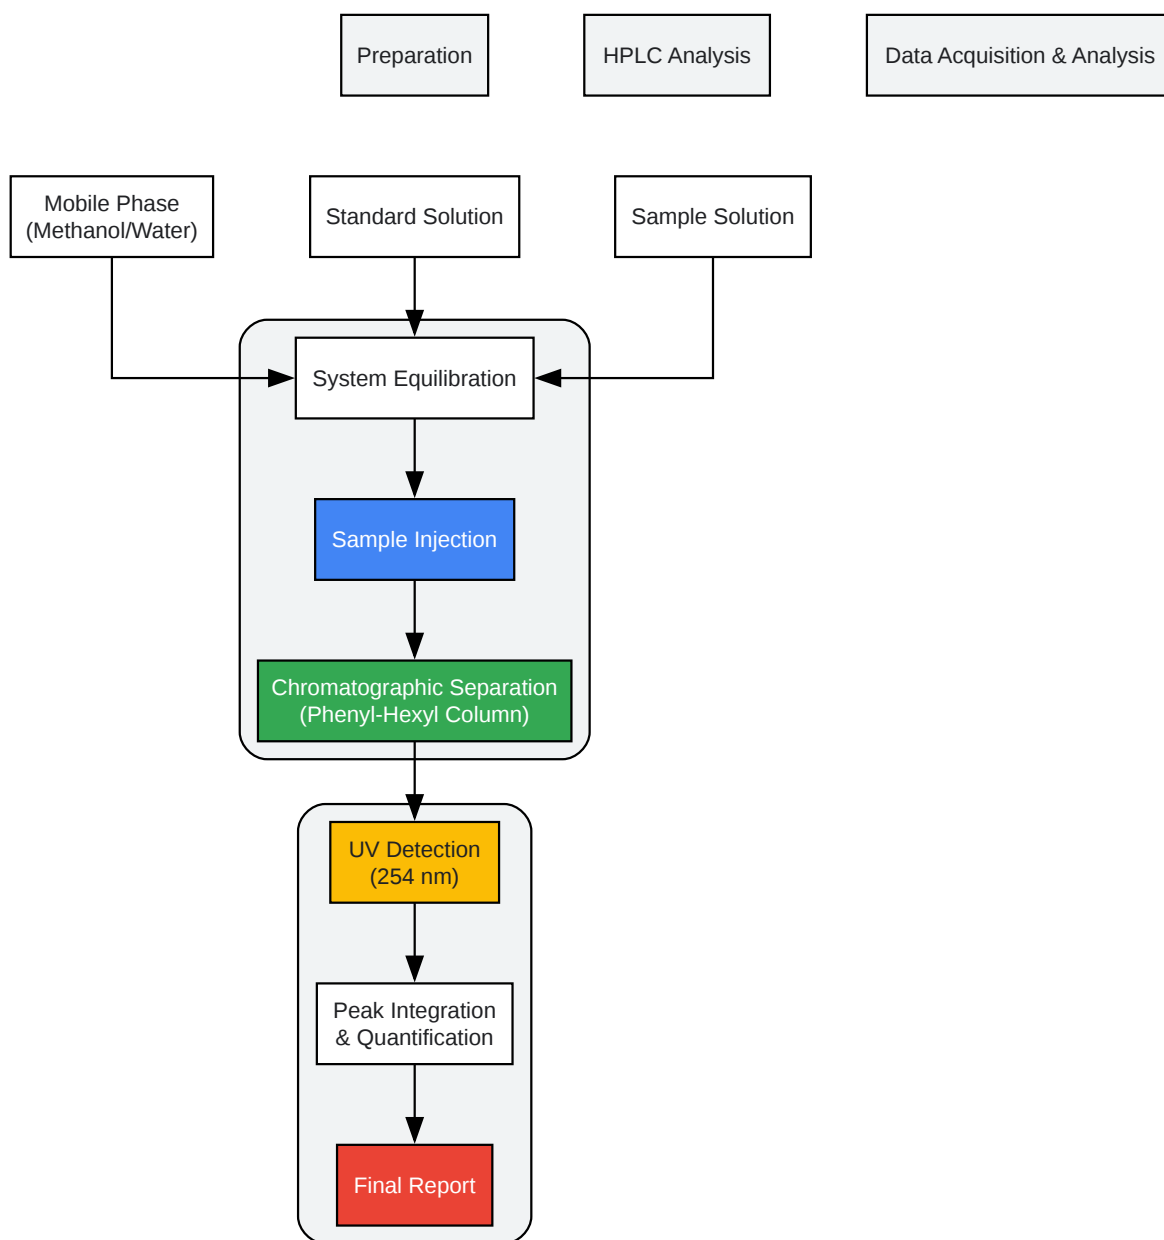 Preparation
HPLC Analysis
Data Acquisition & Analysis
Mobile Phase
(Methanol/Water)
Standard Solution
Sample Solution
System Equilibration
Sample Injection
Chromatographic Separation
(Phenyl-Hexyl Column)
UV Detection
(254 nm)
Peak Integration
& Quantification
Final Report